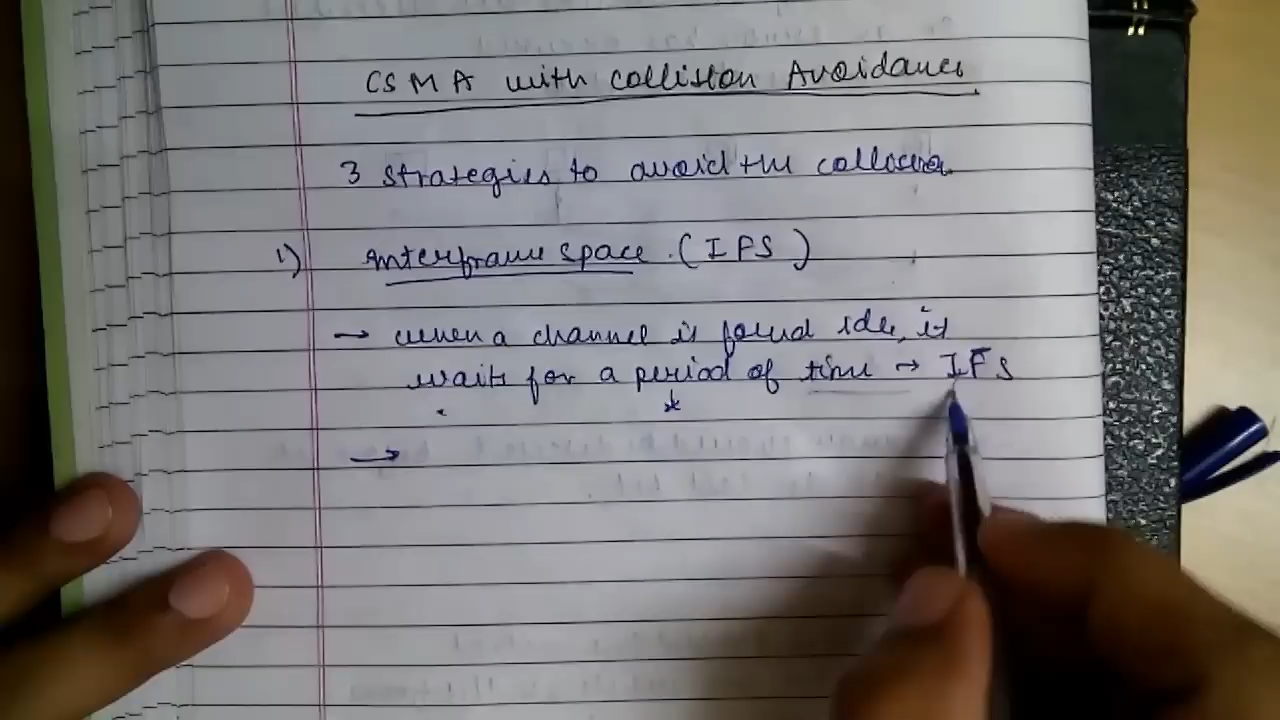 CSMA with Collision Avoidance
3 strategies to avoid the collision
1) Interframe space. (IFS)
→ when a channel is found idle, it
waits for a period of time → IFS
→